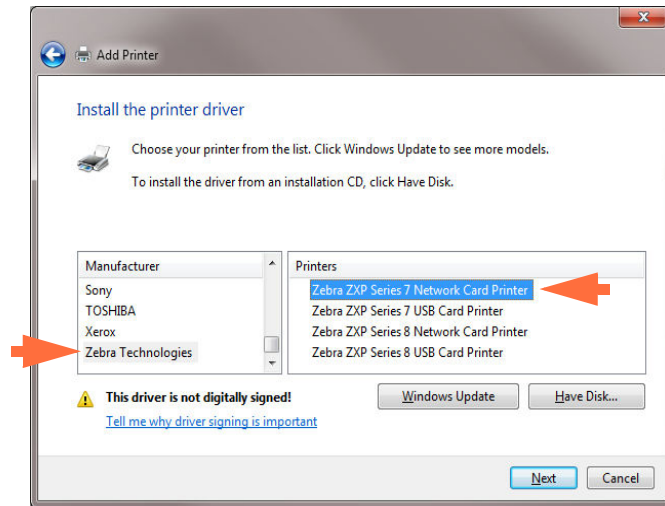 Add Printer
Install the printer driver
Choose your printer from the list. Click Windows Update to see more models.
To install the driver from an installation CD, click Have Disk.
Manufacturer
Sony
TOSHIBA
Xerox
Zebra Technologies
Printers
Zebra ZXP Series 7 Network Card Printer
Zebra ZXP Series 7 USB Card Printer
Zebra ZXP Series 8 Network Card Printer
Zebra ZXP Series 8 USB Card Printer
This driver is not digitally signed!
Tell me why driver signing is important
Windows Update
Have Disk...
Next
Cancel